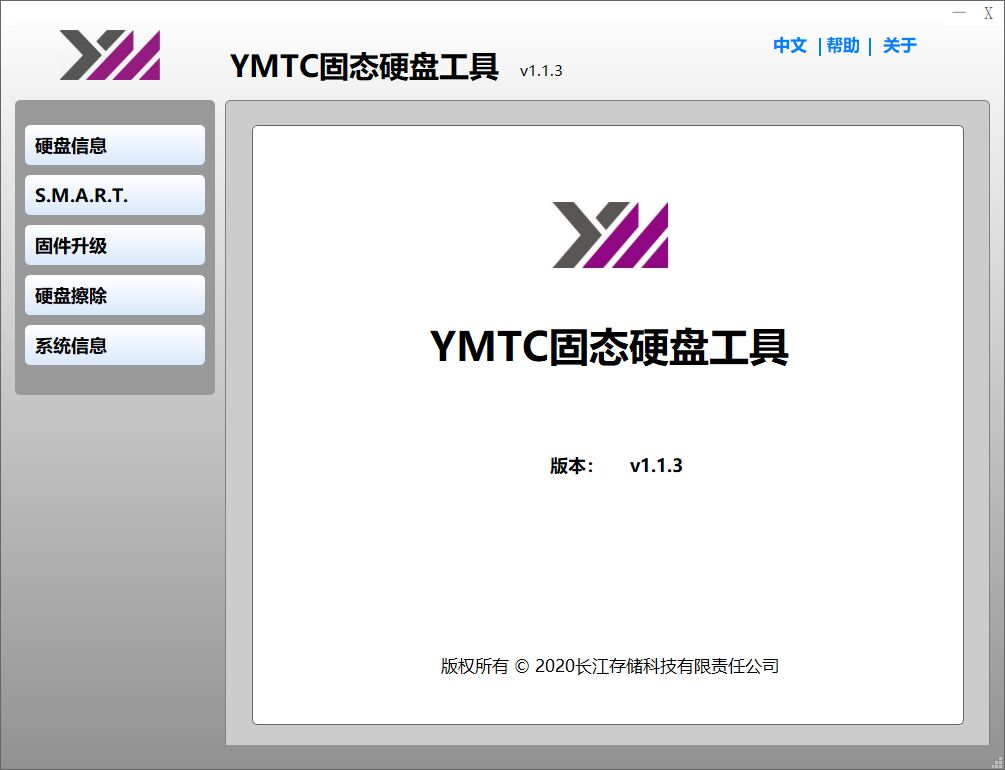 — X
中文 | 帮助 | 关于
YMTC固态硬盘工具 v1.1.3
硬盘信息
S.M.A.R.T.
固件升级
硬盘擦除
系统信息
YMTC固态硬盘工具
版本： v1.1.3
版权所有 © 2020长江存储科技有限责任公司